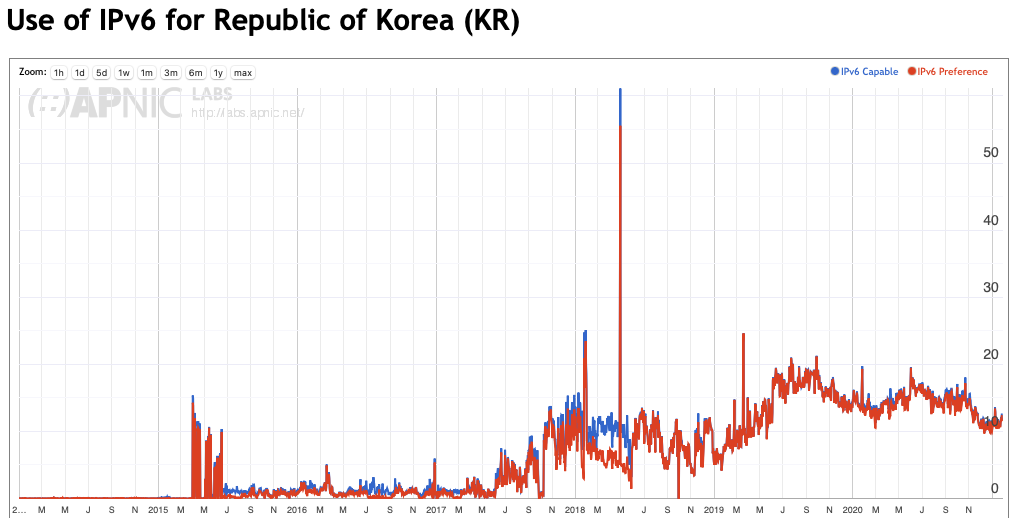 Use of IPv6 for Republic of Korea (KR)
Zoom: 1h 1d 5d 1w 1m 3m 6m 1y max
IPv6 Capable IPv6 Preference
(::) APNIC LABS
http://labs.apnic.net/
50
40
30
20
10
0
2... M M J S N 2015 M M J S N 2016 M M J S N 2017 M M J S N 2018 M M J S N 2019 M M J S N 2020 M M J S N